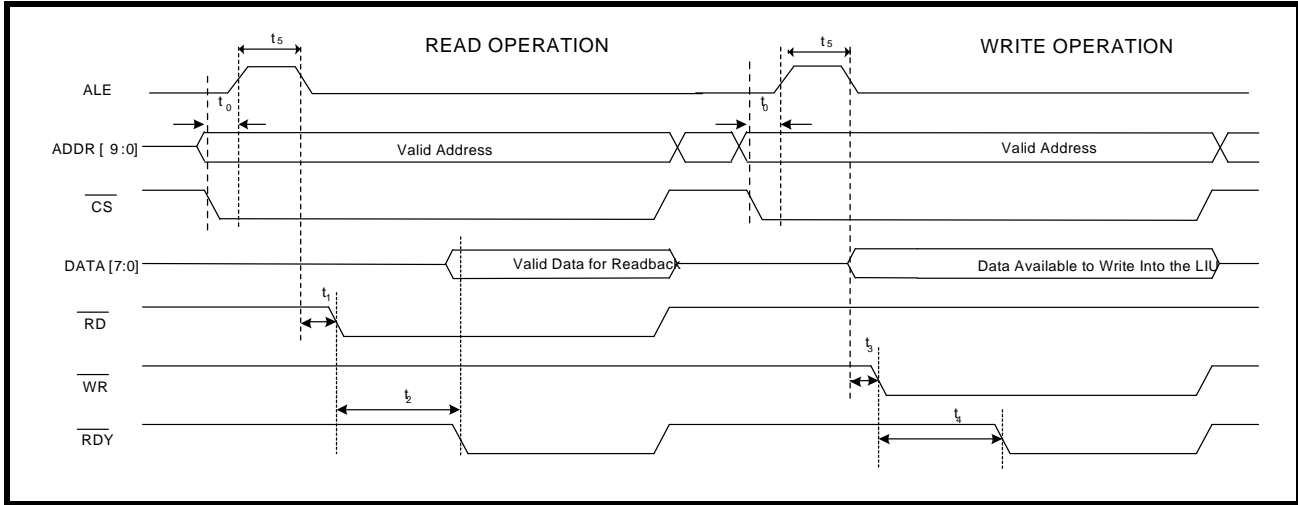 READ OPERATION
WRITE OPERATION
t5
t5
ALE
t0
t0
ADDR [ 9:0]
Valid Address
Valid Address
CS
DATA [7:0]
Valid Data for Readback
Data Available to Write Into the LIU
t1
RD
t3
WR
t2
t4
RDY